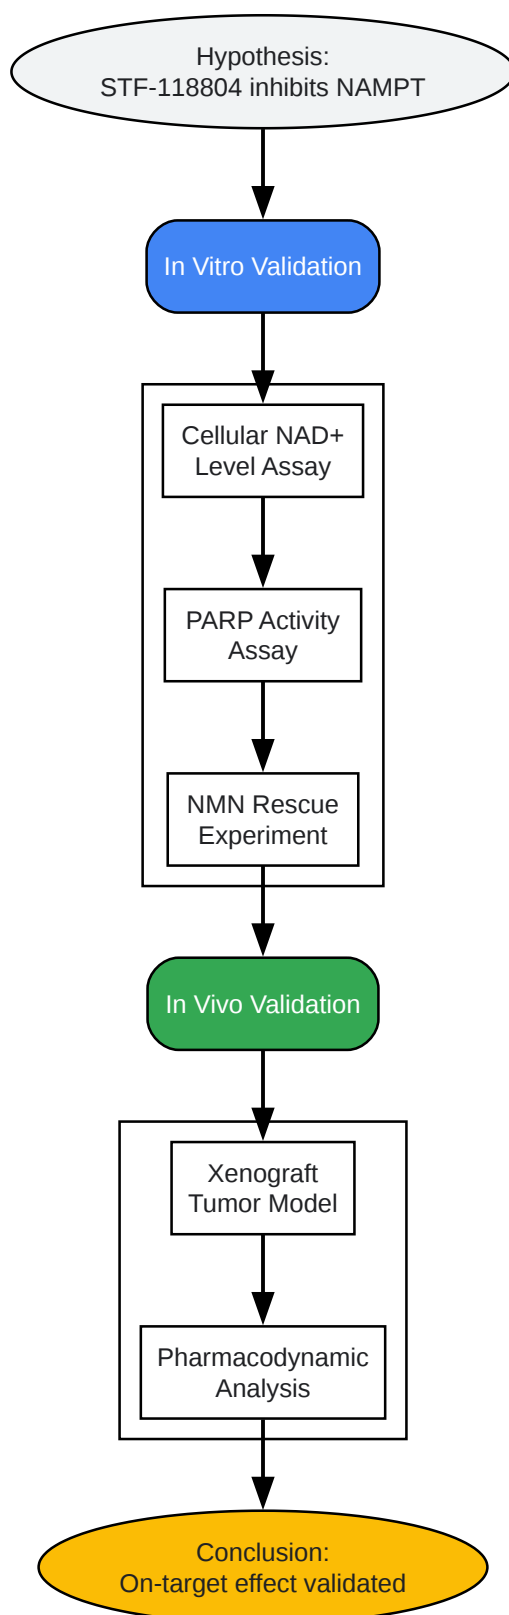 Hypothesis:
STF-118804 inhibits NAMPT
In Vitro Validation
Cellular NAD+
Level Assay
PARP Activity
Assay
NMN Rescue
Experiment
In Vivo Validation
Xenograft
Tumor Model
Pharmacodynamic
Analysis
Conclusion:
On-target effect validated